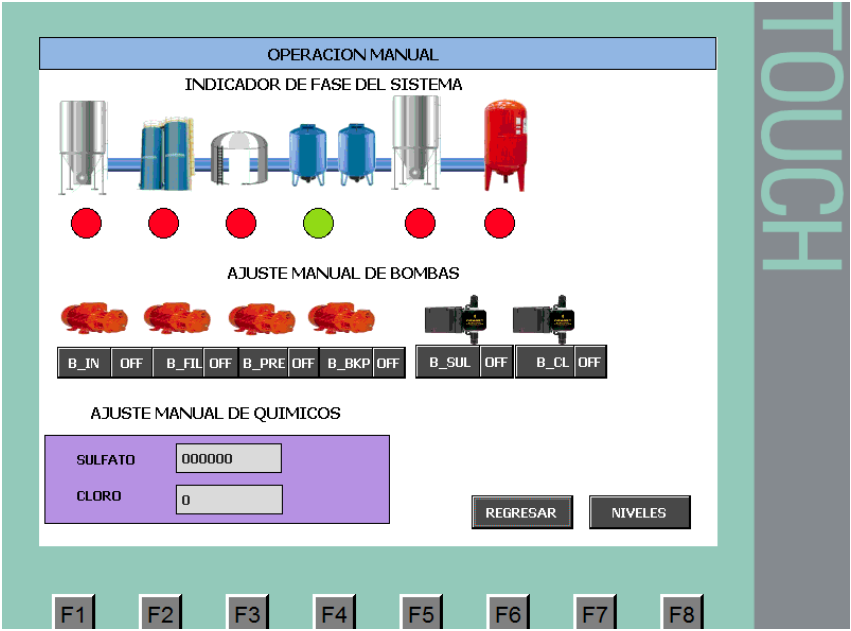 OPERACION MANUAL
INDICADOR DE FASE DEL SISTEMA
AJUSTE MANUAL DE BOMBAS
B_IN OFF B_FIL OFF B_PRE OFF B_BKP OFF B_SUL OFF B_CL OFF
AJUSTE MANUAL DE QUIMICOS
SULFATO 000000
CLORO 0
REGRESAR NIVELES
F1 F2 F3 F4 F5 F6 F7 F8
TOUCH